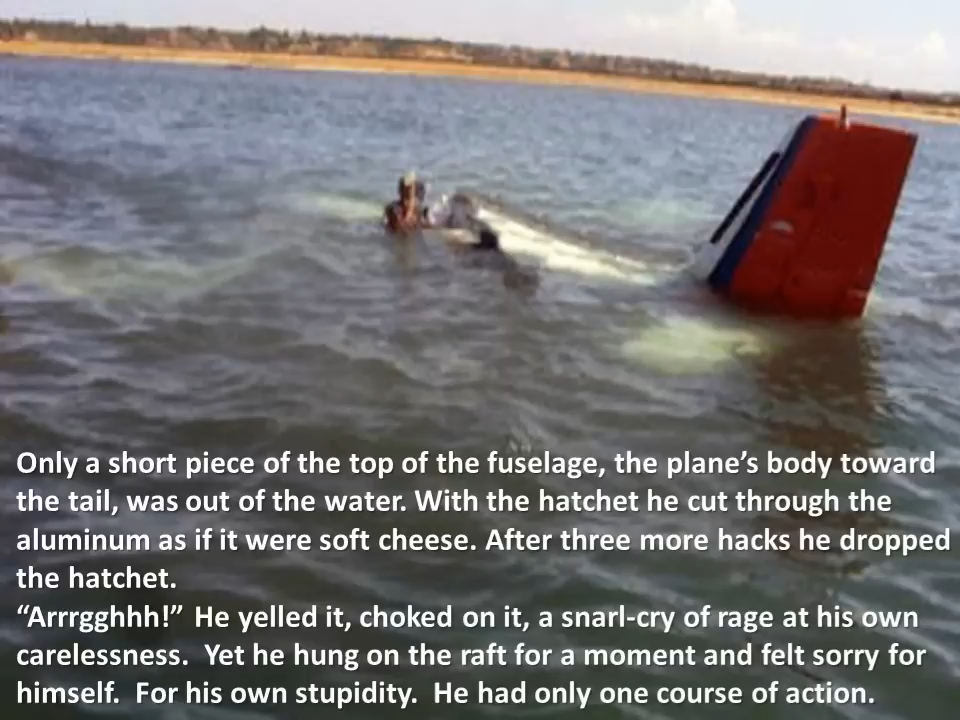 Only a short piece of the top of the fuselage, the plane’s body toward
the tail, was out of the water. With the hatchet he cut through the
aluminum as if it were soft cheese. After three more hacks he dropped
the hatchet.
“Arrrgghhh!” He yelled it, choked on it, a snarl-cry of rage at his own
carelessness.  Yet he hung on the raft for a moment and felt sorry for
himself.  For his own stupidity.  He had only one course of action.